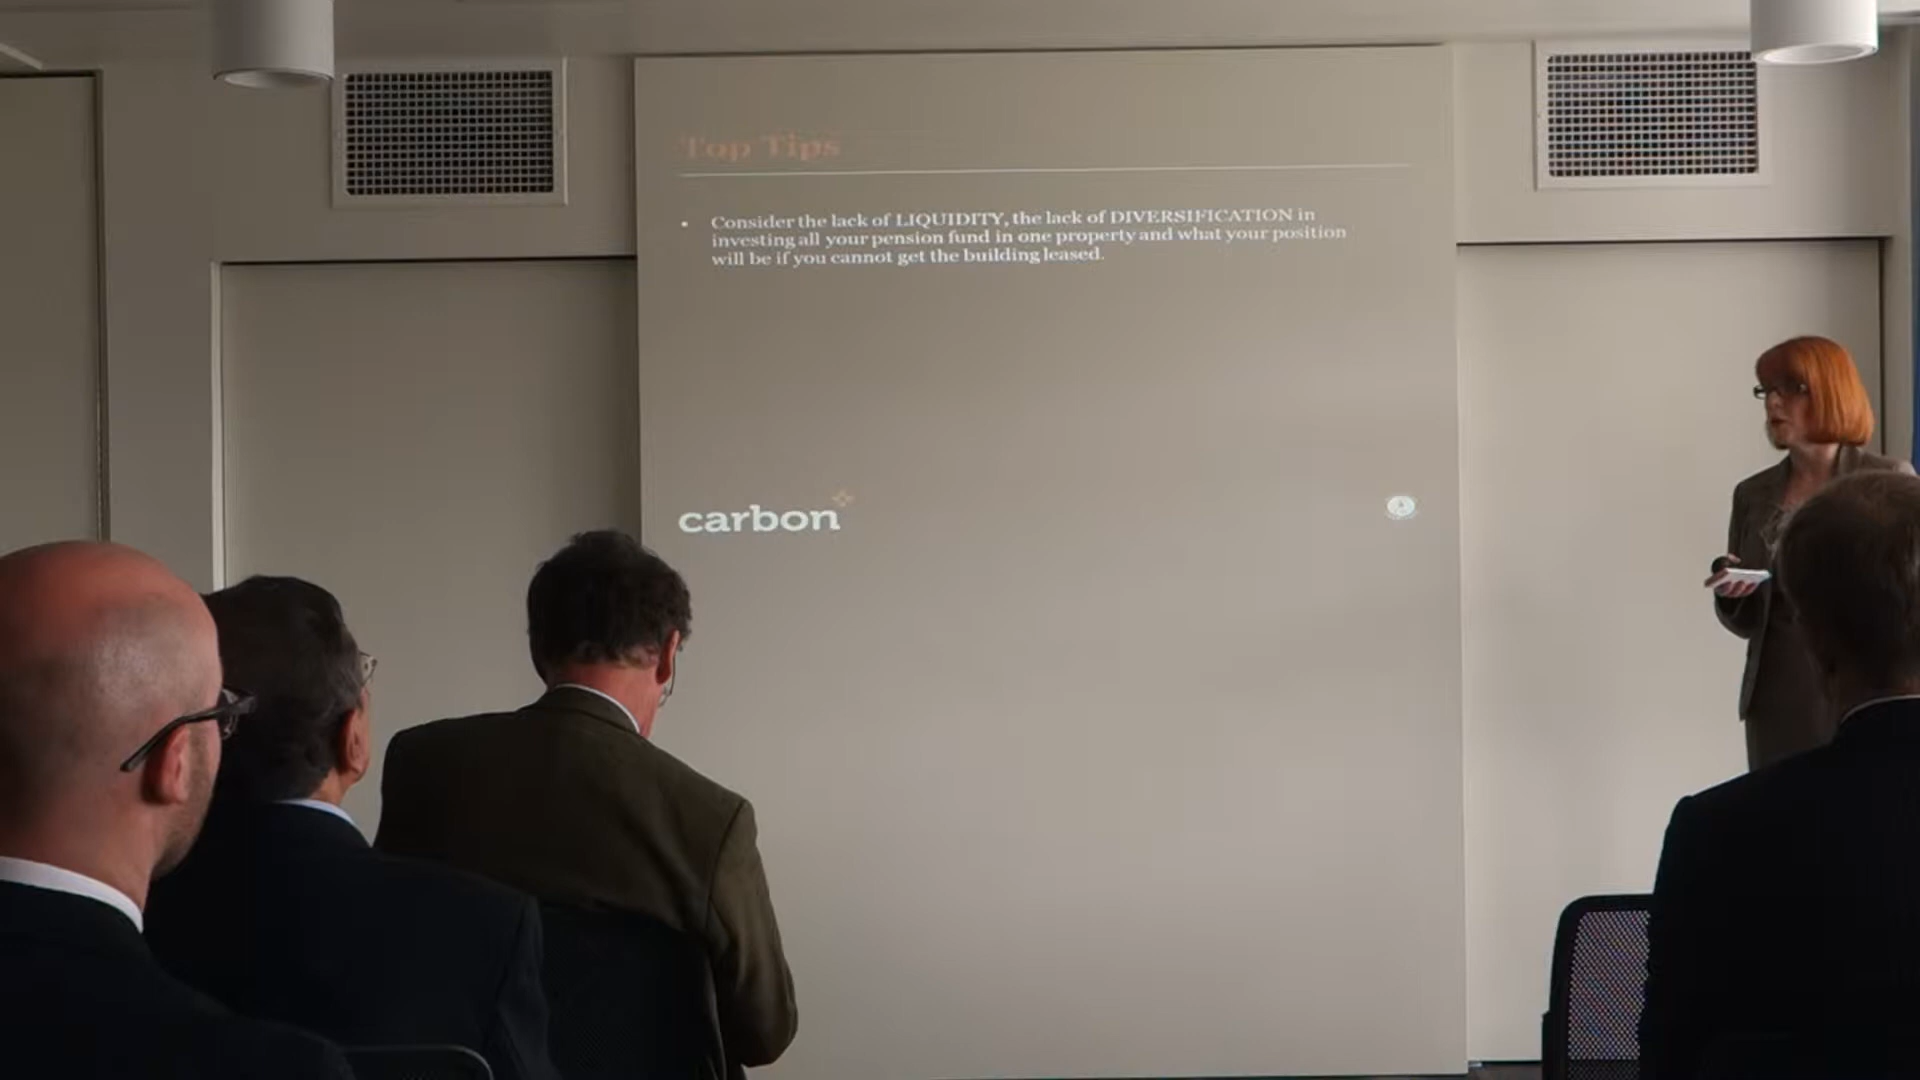 Top Tips
• Consider the lack of LIQUIDITY, the lack of DIVERSIFICATION in
investing all your pension fund in one property and what your position
will be if you cannot get the building leased.
carbon